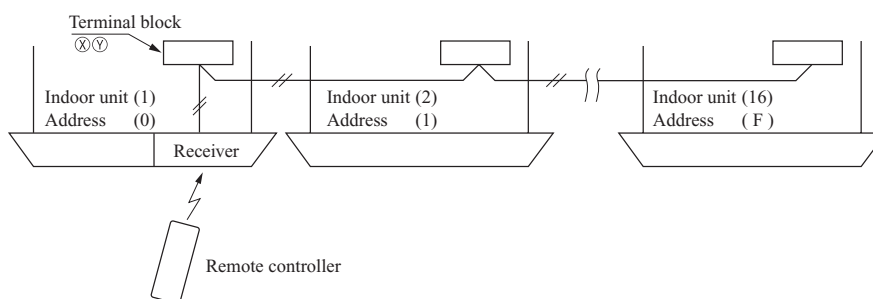 Terminal block
Ⓧ Ⓨ
Indoor unit (1)
Address (0)
Receiver
Indoor unit (2)
Address (1)
Indoor unit (16)
Address ( F )
Remote controller